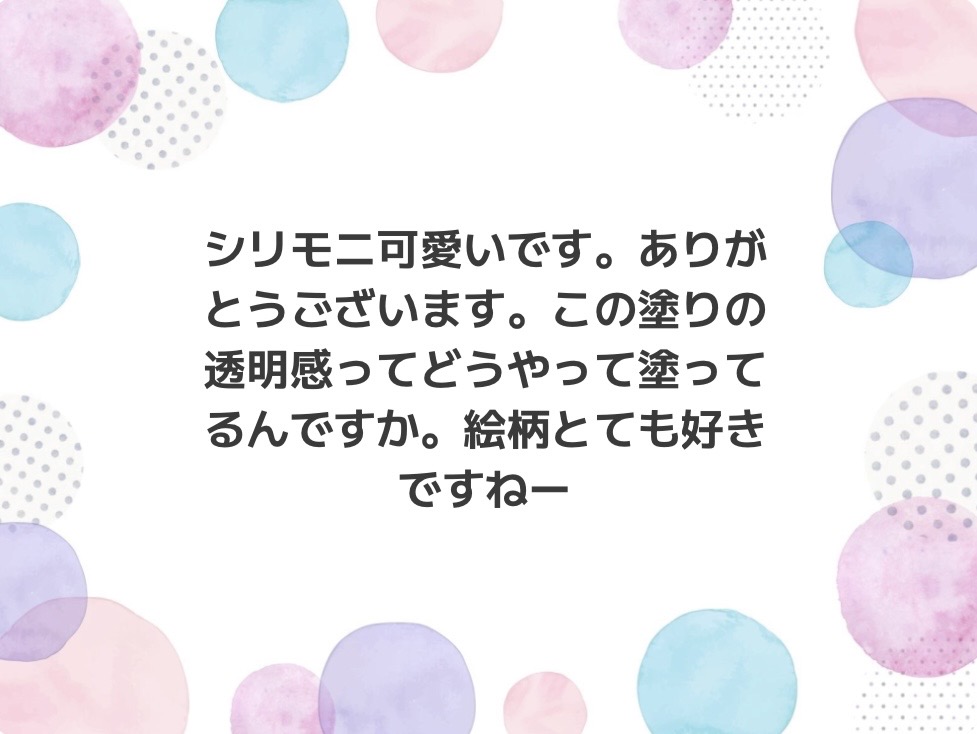 シリモニ可愛いです。ありが
とうございます。この塗りの
透明感ってどうやって塗って
るんですか。絵柄とても好き
ですねー